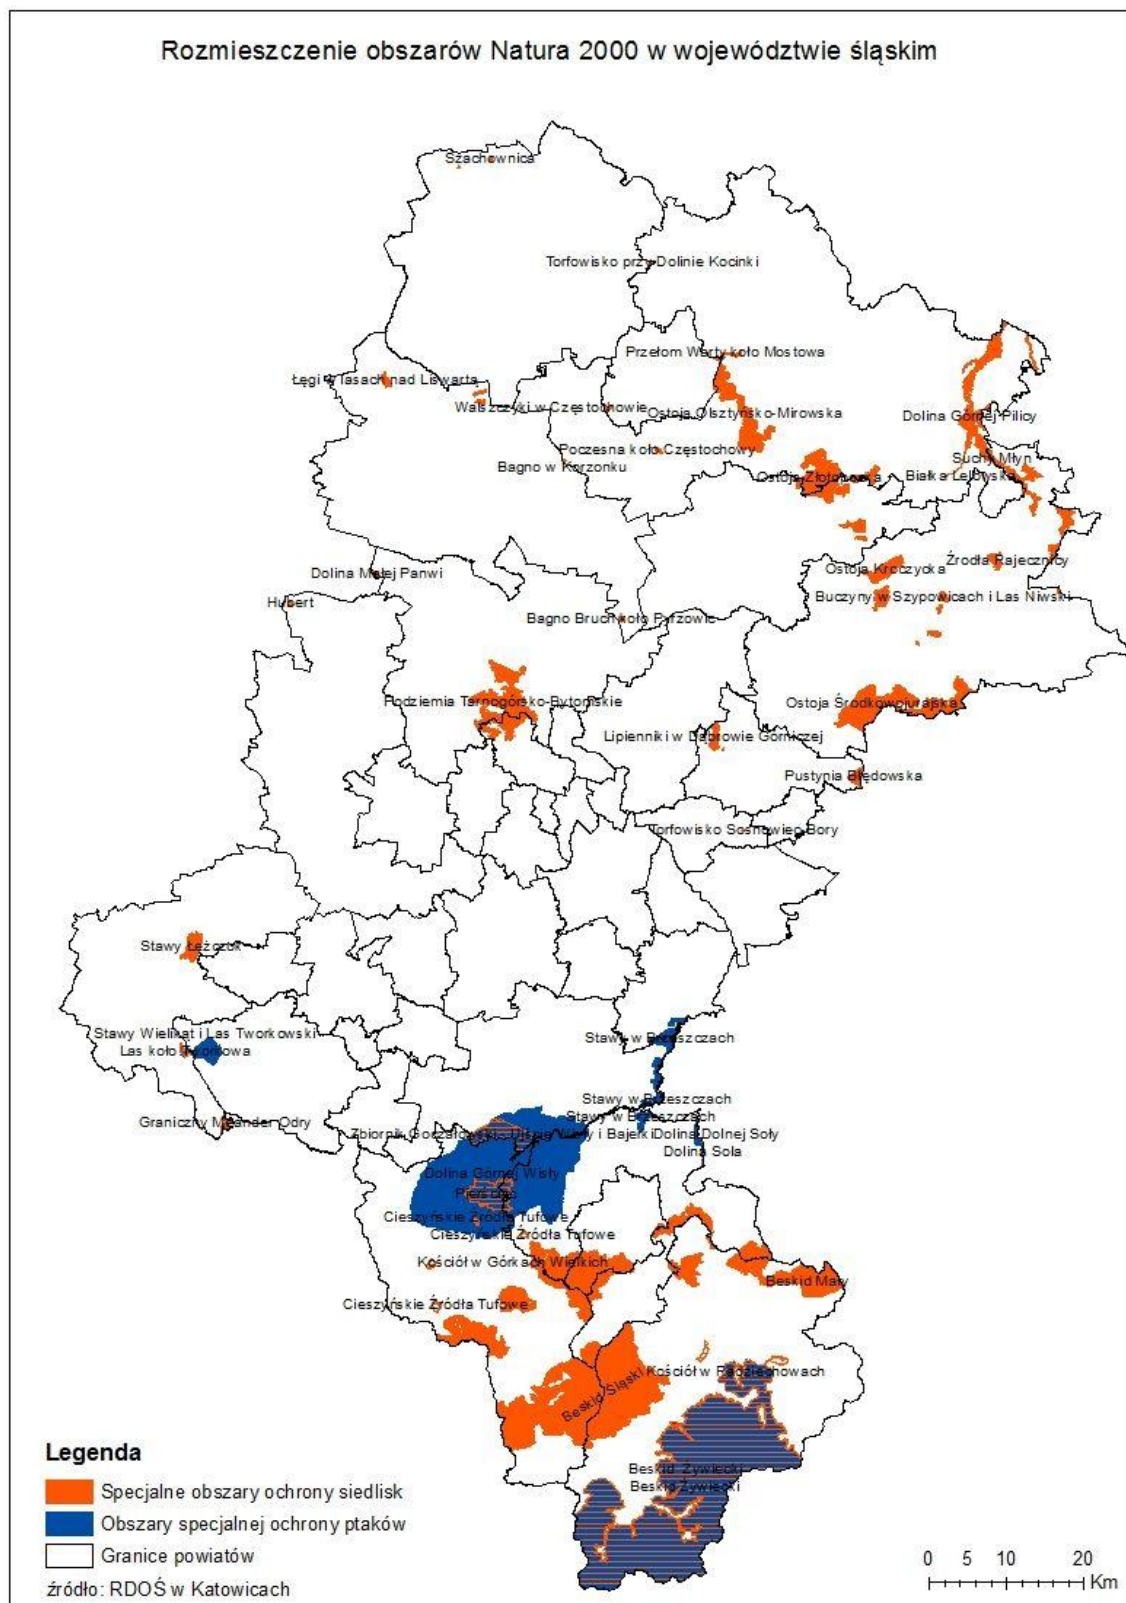 Rozmieszczenie obszarów Natura 2000 w województwie śląskim
Szachownica
Torfowisko przy Dolinie Kocinki
Przełom Warty koło Mostowa
Łęgi w lasach nad Liswartą
Walaszczyki w Częstochowie
Ostoja Olsztyńsko-Mirowska
Dolina Górnej Pilicy
Poczesna koło Częstochowy
Suchy Młyn
Bagno w Korzonku
Ostoja Złotopotocka
Białka Lelowska
Dolina Małej Panwi
Ostoja Kroczycka
Źródła Rajecznicy
Hubert
Buczyny w Szypowicach i Las Niwiski
Bagno Bruch koło Pyrzowic
Podziemia Tarnogórsko-Bytomskie
Ostoja Środkowojurajska
Lipienniki w Dąbrowie Górniczej
Pustynia Błędowska
Torfowisko Sosnowiec Bory
Stawy Łężczok
Stawy Wielikąt i Las Tworkowski
Las koło Tworkowa
Stawy w Brzeszczach
Stawy w Brzeszczach
Stawy w Brzeszczach
Graniczny Meander Odry
Zbiornik Goczałkowicki - Ujście Wisły i Bajerki
Dolina Dolnej Soły
Dolina Soła
Dolina Górnej Wisły
Pierściec
Cieszyńskie Źródła Tufowe
Cieszyńskie Źródła Tufowe
Kościół w Górkach Wielkich
Beskid Mały
Cieszyńskie Źródła Tufowe
Kościół w Radziechowach
Beskid Śląski
Beskid Żywiecki
Beskid Żywiecki
Legenda
Specjalne obszary ochrony siedlisk
Obszary specjalnej ochrony ptaków
Granice powiatów
źródło: RDOŚ w Katowicach
0 5 10 20
Km